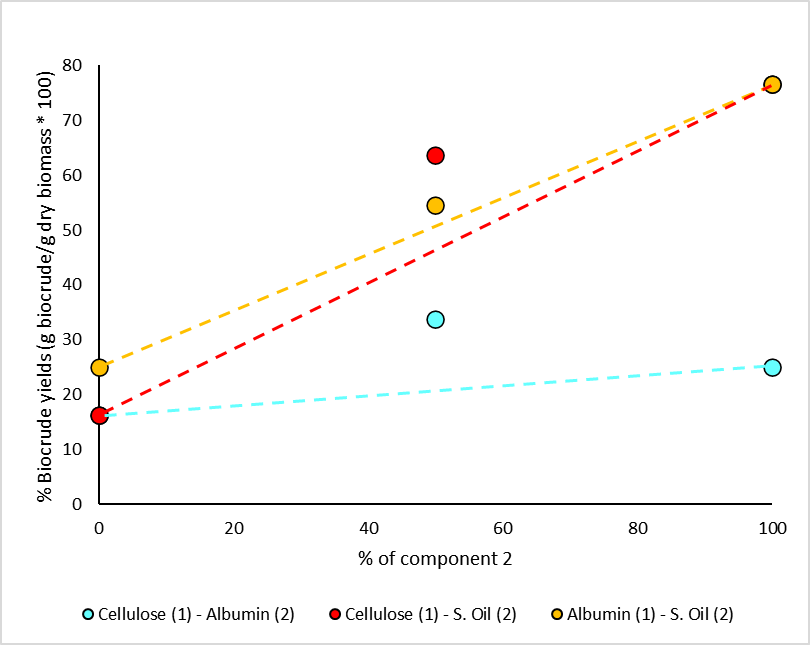 % Biocrude yields (g biocrude/g dry biomass * 100)
80
70
60
50
40
30
20
10
0
0 20 40 60 80 100
% of component 2
Cellulose (1) - Albumin (2) Cellulose (1) - S. Oil (2) Albumin (1) - S. Oil (2)